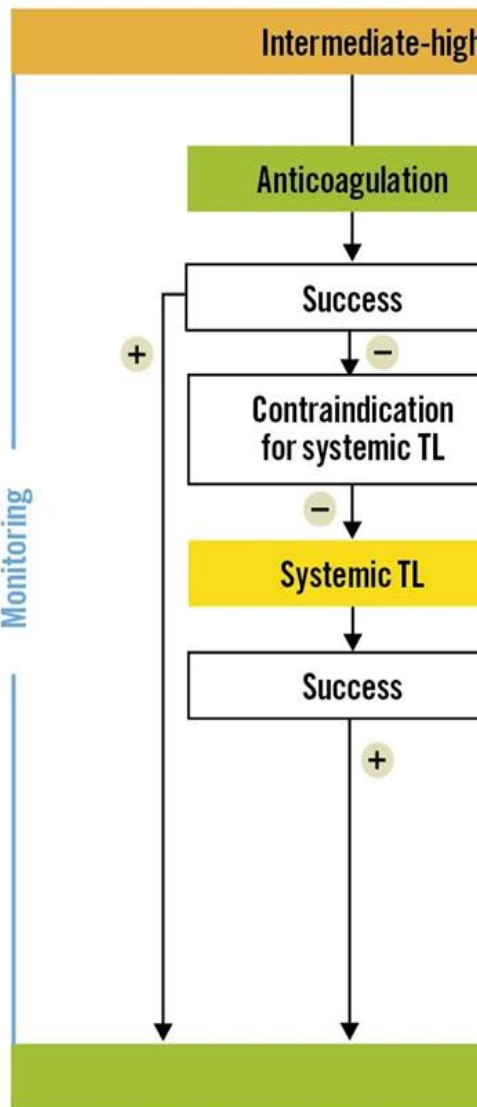 Intermediate-high
Anticoagulation
Success
+
−
Contraindication
for systemic TL
−
Systemic TL
Success
+
Monitoring